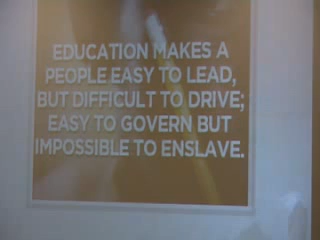 EDUCATION MAKES A
PEOPLE EASY TO LEAD,
BUT DIFFICULT TO DRIVE;
EASY TO GOVERN BUT
IMPOSSIBLE TO ENSLAVE.